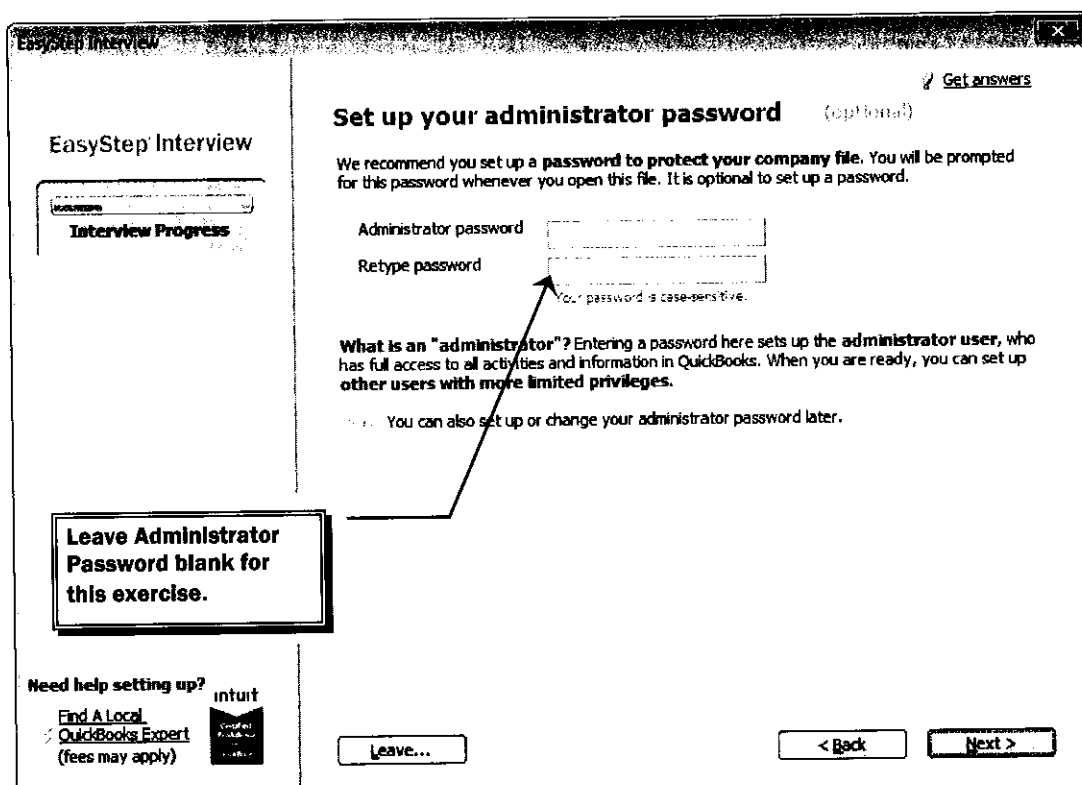 EasyStep Interview
Get answers
Set up your administrator password (optional)
EasyStep Interview
We recommend you set up a password to protect your company file. You will be prompted
for this password whenever you open this file. It is optional to set up a password.
Interview Progress
Administrator password
Retype password
Your password is case-sensitive.
What is an "administrator"? Entering a password here sets up the administrator user, who
has full access to all activities and information in QuickBooks. When you are ready, you can set up
other users with more limited privileges.
You can also set up or change your administrator password later.
Leave Administrator
Password blank for
this exercise.
Need help setting up?
intuit
Find A Local
QuickBooks Expert
(fees may apply)
Leave...
< Back
Next >